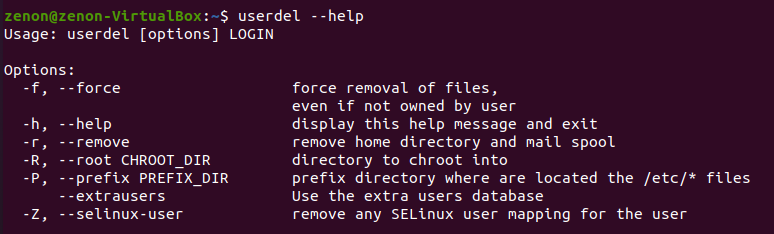 zenon@zenon-VirtualBox:~$ userdel --help
Usage: userdel [options] LOGIN

Options:
  -f, --force                   force removal of files,
                                even if not owned by user
  -h, --help                    display this help message and exit
  -r, --remove                  remove home directory and mail spool
  -R, --root CHROOT_DIR         directory to chroot into
  -P, --prefix PREFIX_DIR       prefix directory where are located the /etc/* files
      --extrausers              Use the extra users database
  -Z, --selinux-user            remove any SELinux user mapping for the user